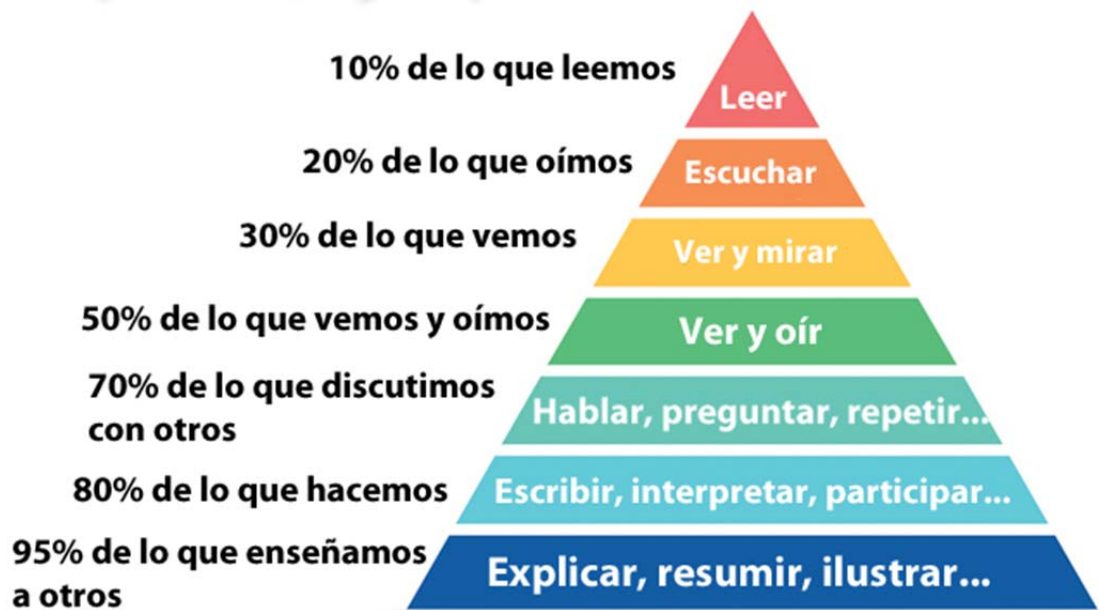 10% de lo que leemos
Leer
20% de lo que oímos
Escuchar
30% de lo que vemos
Ver y mirar
50% de lo que vemos y oímos
Ver y oír
70% de lo que discutimos
con otros
Hablar, preguntar, repetir...
80% de lo que hacemos
Escribir, interpretar, participar...
95% de lo que enseñamos
a otros
Explicar, resumir, ilustrar...